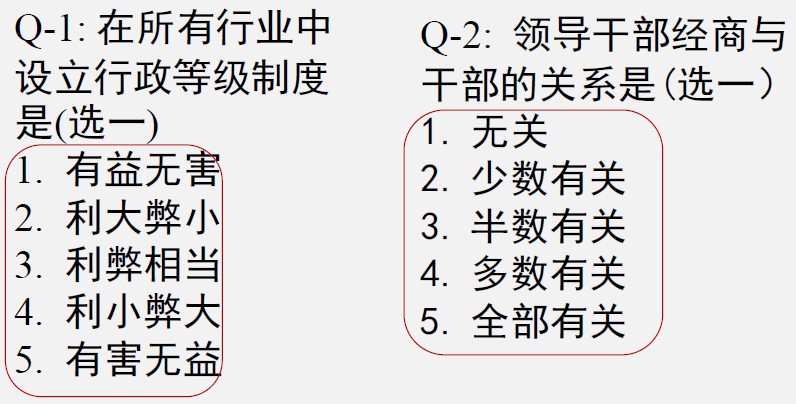 Q-1: 在所有行业中
设立行政等级制度
是(选一)
1. 有益无害
2. 利大弊小
3. 利弊相当
4. 利小弊大
5. 有害无益
Q-2: 领导干部经商与
干部的关系是(选一）
1. 无关
2. 少数有关
3. 半数有关
4. 多数有关
5. 全部有关